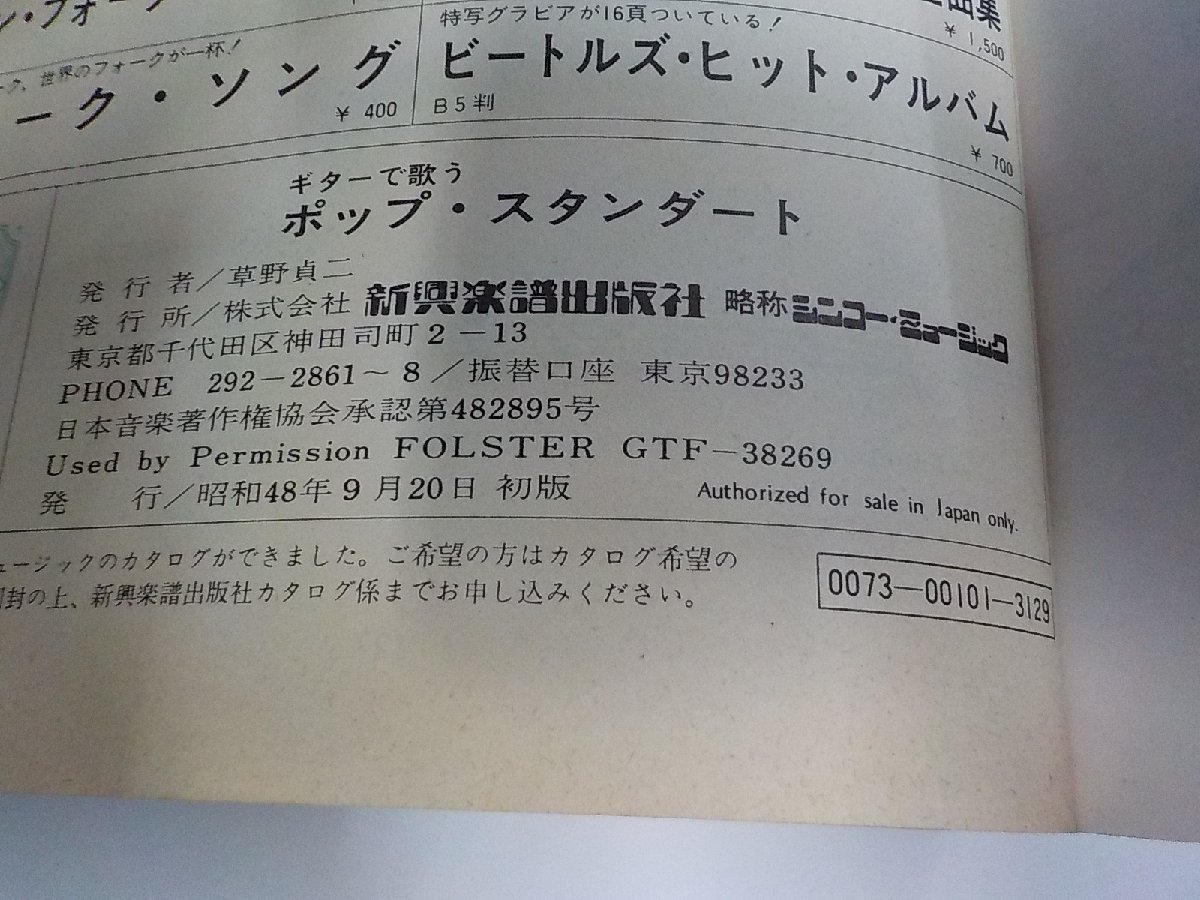 ン・フォーク
曲集
¥ 1,500
ーク、世界のフォークが一杯!
ーク・ソング
¥ 400
特写グラビアが16頁ついている!
ビートルズ・ヒット・アルバム
B5判
¥ 700
ギターで歌う
ポップ・スタンダート
発行者/草野貞二
発行所/株式会社 新興楽譜出版社 略称 シンコー・ミュージック
東京都千代田区神田司町2-13
PHONE 292-2861~8/振替口座 東京98233
日本音楽著作権協会承認第482895号
Used by Permission FOLSTER GTF-38269
発 行/昭和48年9月20日 初版
Authorized for sale in Japan only.
ュージックのカタログができました。ご希望の方はカタログ希望の
封の上、新興楽譜出版社カタログ係までお申し込みください。
0073-00101-3129